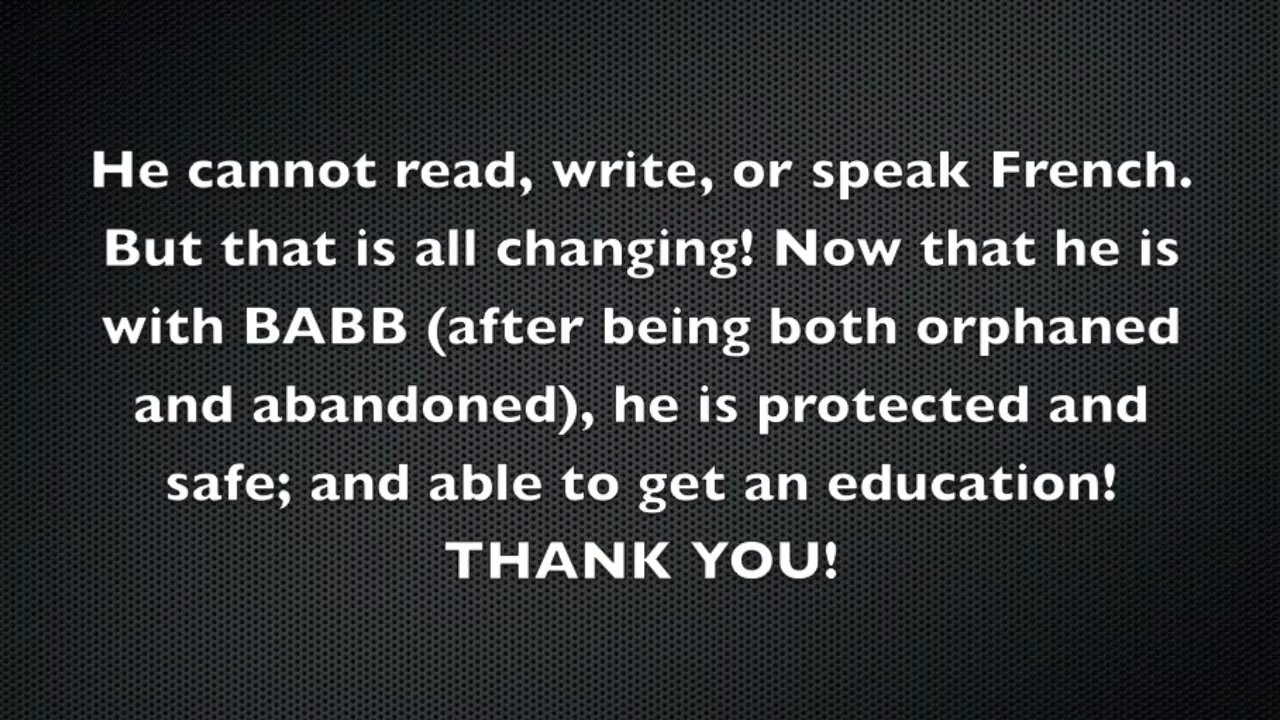 He cannot read, write, or speak French.
But that is all changing! Now that he is
with BABB (after being both orphaned
and abandoned), he is protected and
safe; and able to get an education!
THANK YOU!